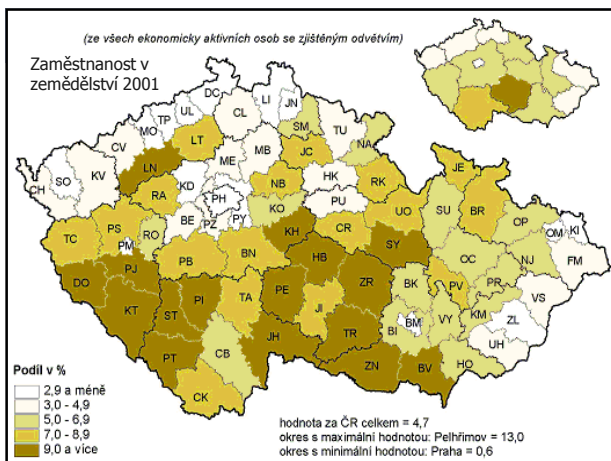 (ze všech ekonomicky aktivních osob se zjištěným odvětvím)
Zaměstnanost v
zemědělství 2001
DC
LI
JN
UL
TP
MO
CL
LT
SM
TU
CV
NA
LN
ME
MB
JC
CH
SO
KV
KD
HK
RK
JE
RA
PH
NB
PU
UO
BR
BE
PZ
PY
KO
SU
OP
TC
PS
RO
KH
CR
OM
KI
PM
SY
PB
BN
HB
OC
NJ
FM
DO
PJ
BK
PV
PR
KT
ST
PI
TA
PE
ZR
VS
JI
BI
BM
VY
KM
ZL
PT
CB
JH
TR
UH
ZN
BV
HO
CK
Podíl v %
2,9 a méně
3,0 - 4,9
5,0 - 6,9
7,0 - 8,9
9,0 a více
hodnota za ČR celkem = 4,7
okres s maximální hodnotou: Pelhřimov = 13,0
okres s minimální hodnotou: Praha = 0,6